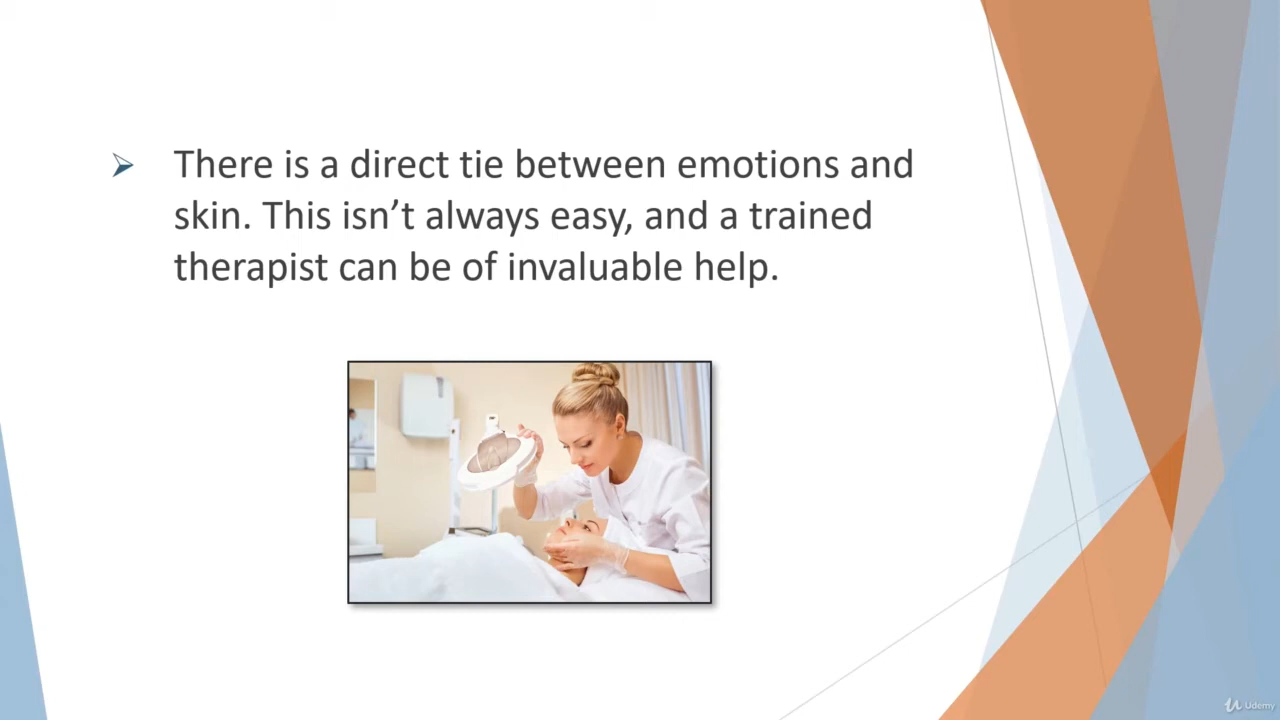 There is a direct tie between emotions and
skin. This isn’t always easy, and a trained
therapist can be of invaluable help.
Udemy